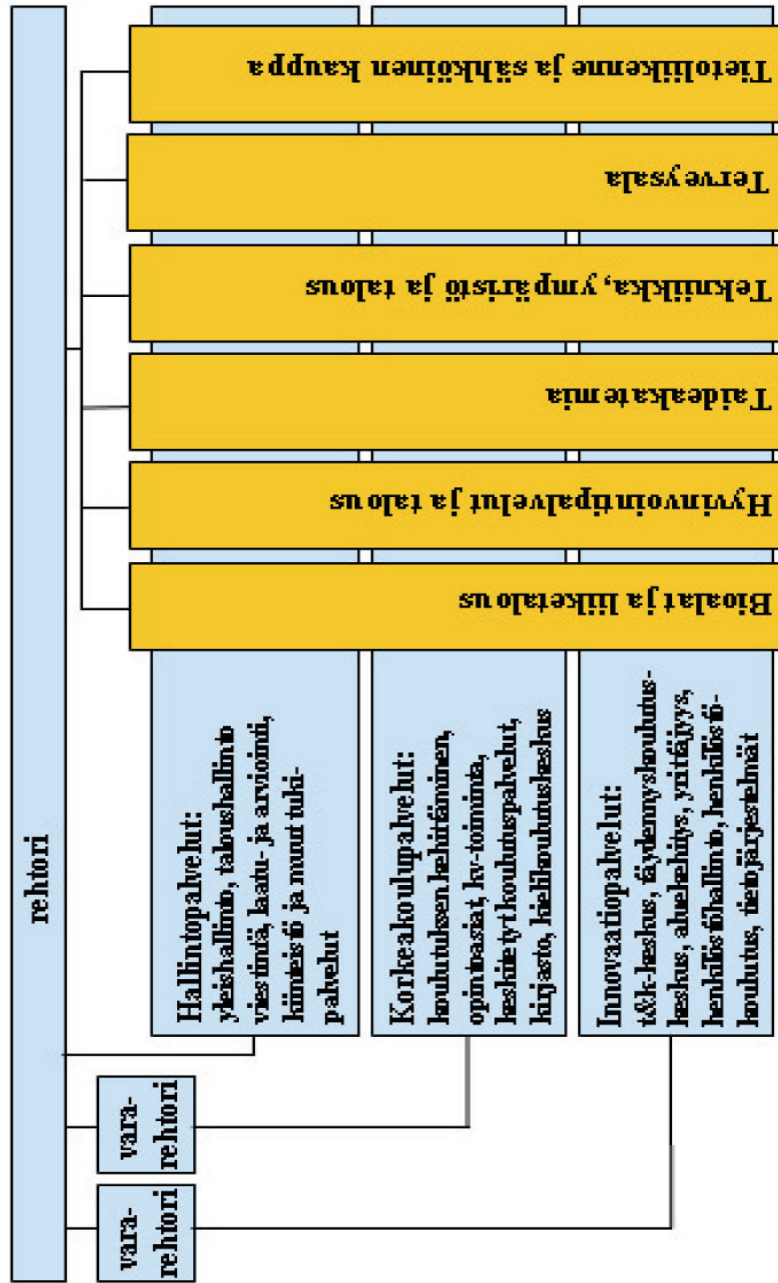 rehtori
vara-
rehtori
vara-
rehtori
Hallintopalvelut:
yleishallinto, taloushallinto
viestintä, laatu- ja arviointi,
kiinteistö ja muut tuki-
palvelut
Korkeakoulupalvelut:
koulutuksen kehittäminen,
opintoasiat, kv-toiminta,
keskitetyt koulutuspalvelut,
kirjasto, kielikoulutuskeskus
Innovaatiopalvelut:
t&k-keskus, täydennyskoulutus-
keskus, aluekehitys, yrittäjyys,
henkilöstöhallinto, henkilöstö-
koulutus, tietojärjestelmät
Bioalat ja liiketalous
Hyvinvointipalvelut ja talous
Taideakatemia
Tekniikka, ympäristö ja talous
Terveysala
Tietoliikenne ja sähköinen kauppa